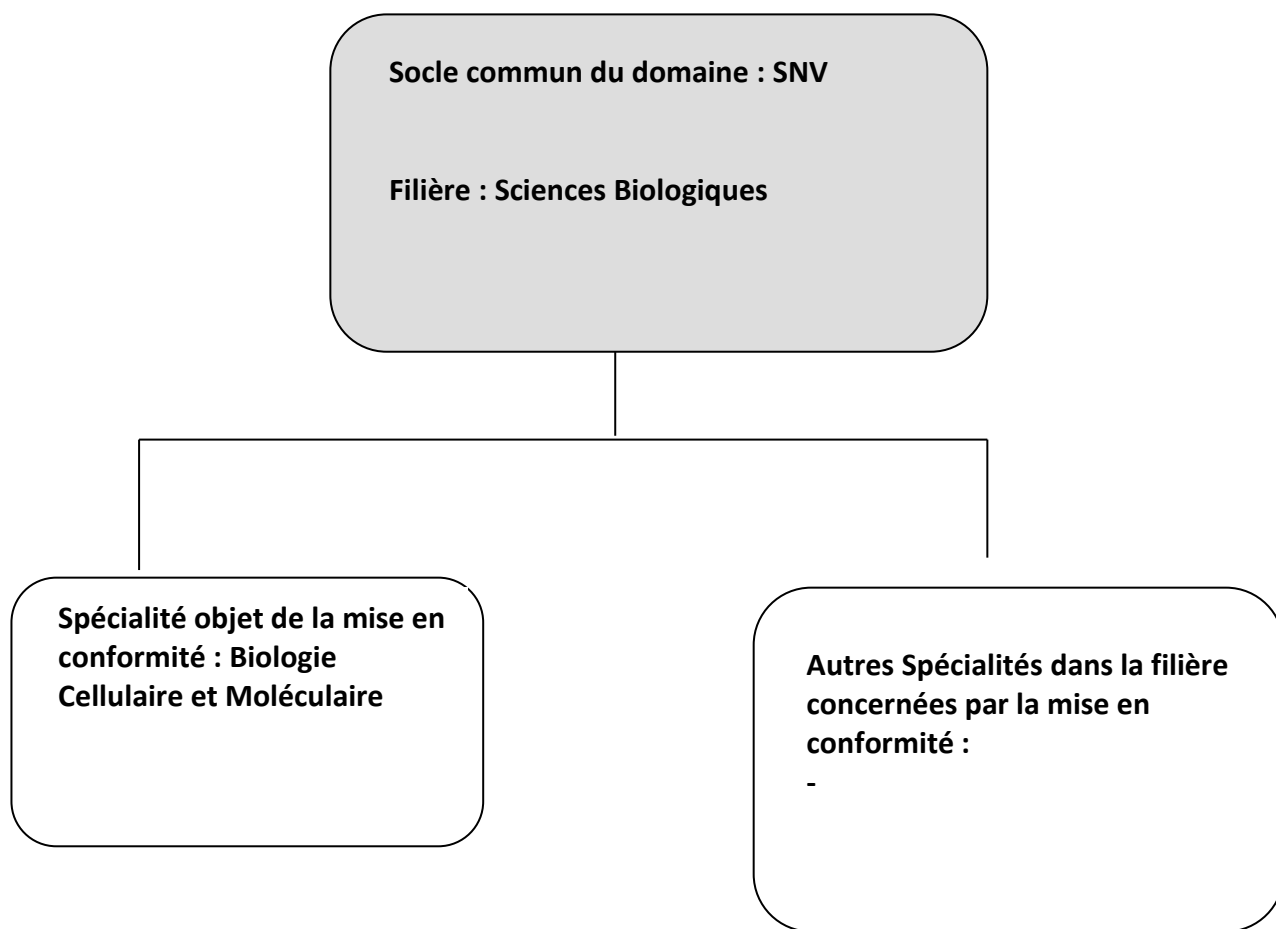 Socle commun du domaine : SNV
Filière : Sciences Biologiques
Spécialité objet de la mise en
conformité : Biologie
Cellulaire et Moléculaire
Autres Spécialités dans la filière
concernées par la mise en
conformité :
-